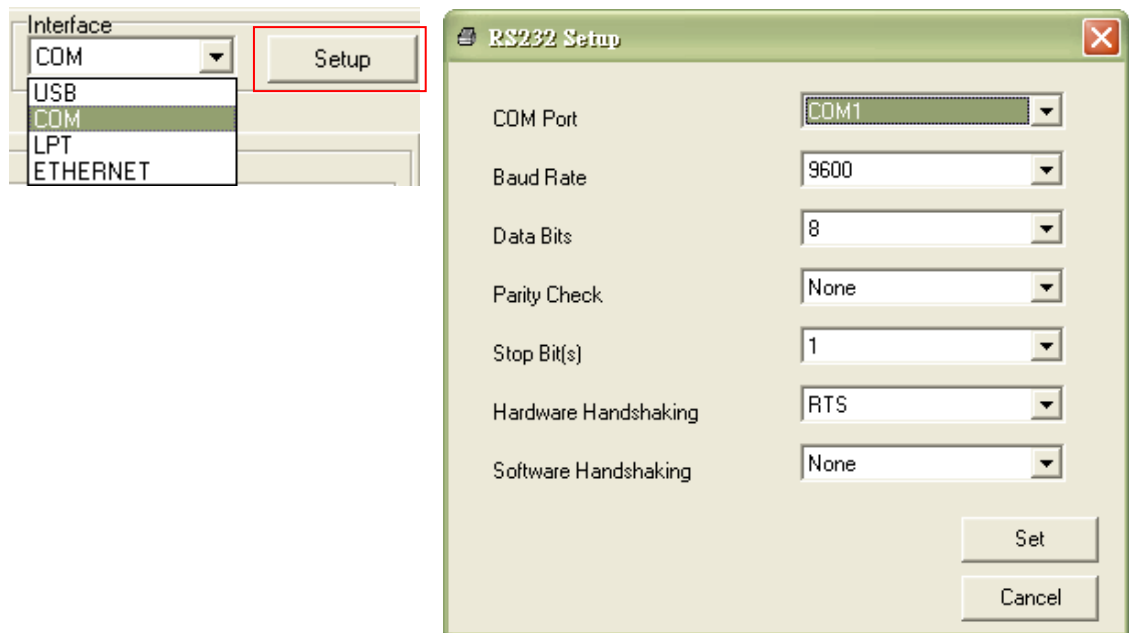 Interface
COM
Setup
USB
COM
LPT
ETHERNET
RS232 Setup
COM Port COM1
Baud Rate 9600
Data Bits 8
Parity Check None
Stop Bit(s) 1
Hardware Handshaking RTS
Software Handshaking None
Set
Cancel